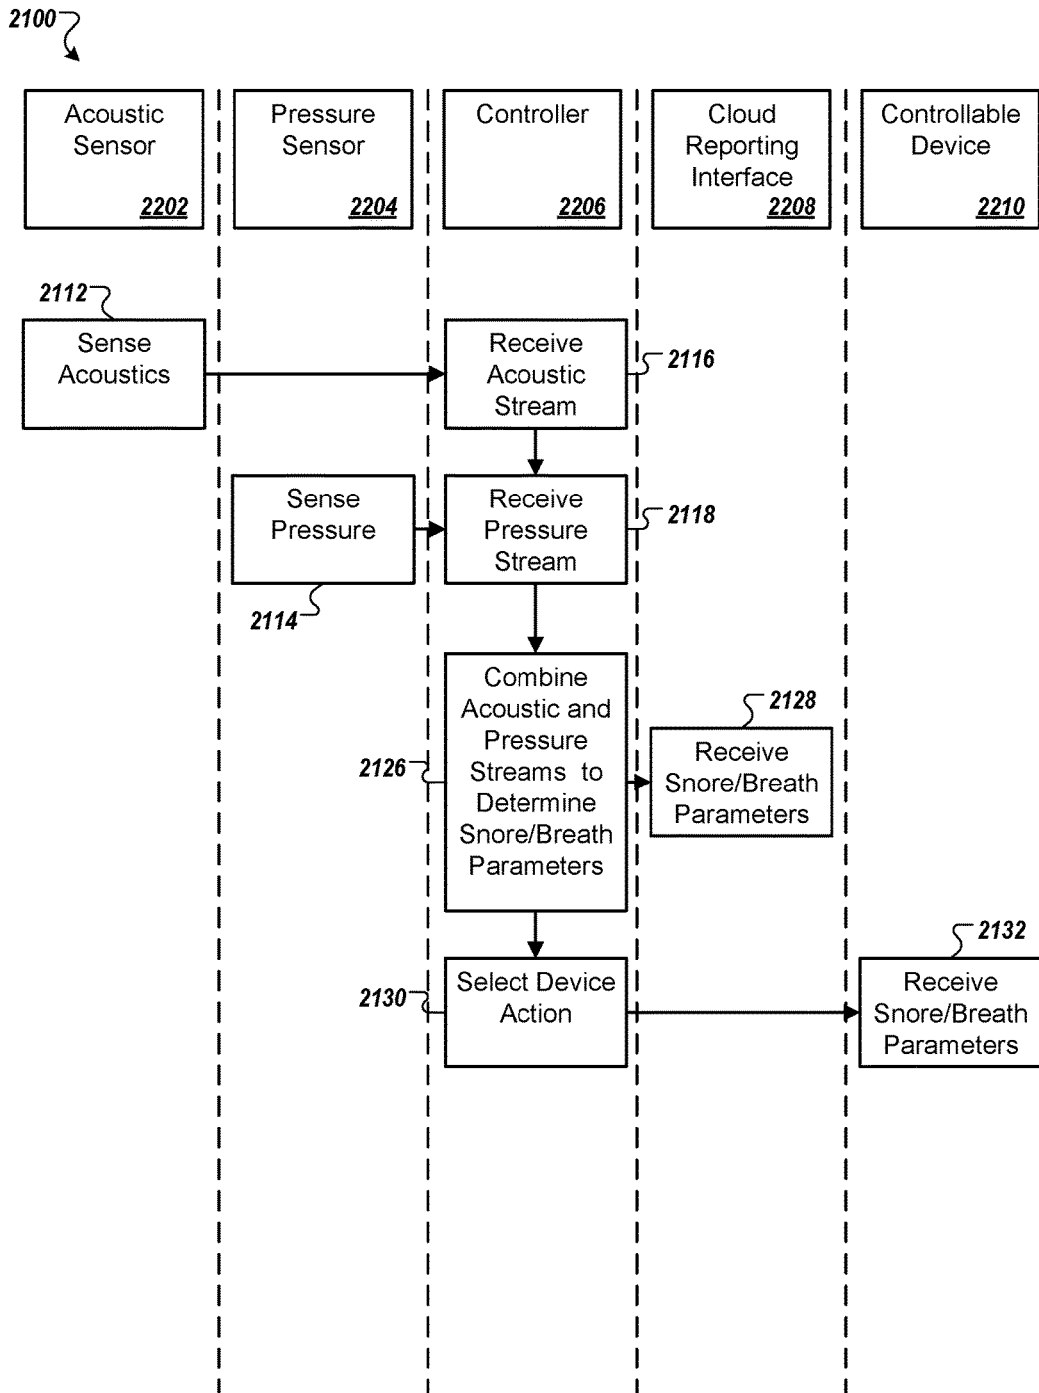 2100
Acoustic
Sensor
2202
Pressure
Sensor
2204
Controller
2206
Cloud
Reporting
Interface
2208
Controllable
Device
2210
2112
Sense
Acoustics
Receive
Acoustic
Stream
2116
Sense
Pressure
2114
Receive
Pressure
Stream
2118
Combine
Acoustic and
Pressure
Streams to
Determine
Snore/Breath
Parameters
2126
2128
Receive
Snore/Breath
Parameters
2130
Select Device
Action
2132
Receive
Snore/Breath
Parameters